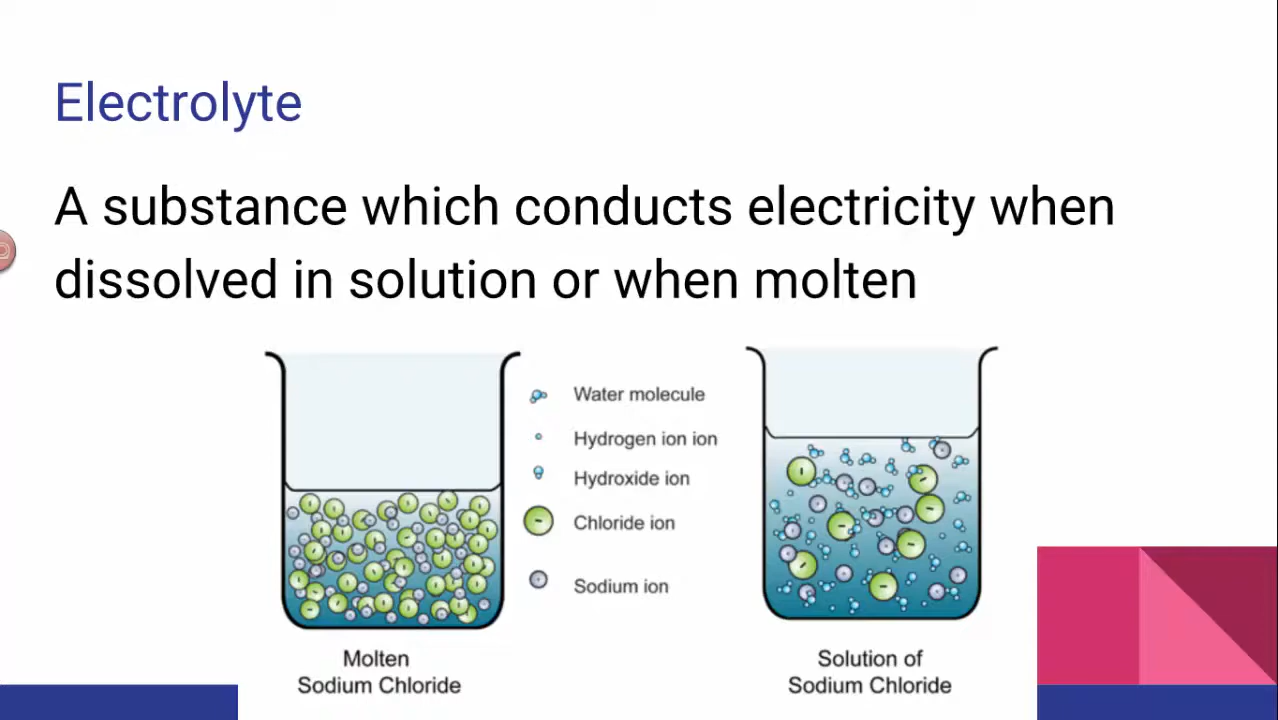 Electrolyte
A substance which conducts electricity when
dissolved in solution or when molten
Water molecule
Hydrogen ion ion
Hydroxide ion
Chloride ion
Sodium ion
Molten
Sodium Chloride
Solution of
Sodium Chloride